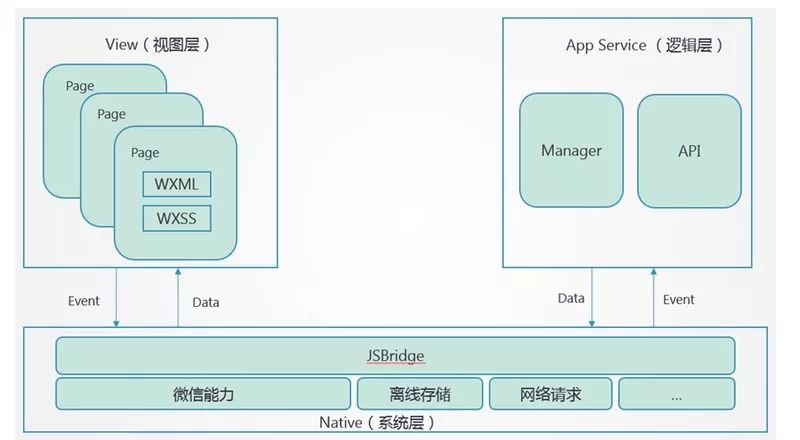 View（视图层）
Page
Page
Page
WXML
WXSS
App Service （逻辑层）
Manager
API
Event
Data
Data
Event
JSBridge
微信能力
离线存储
网络请求
...
Native（系统层）